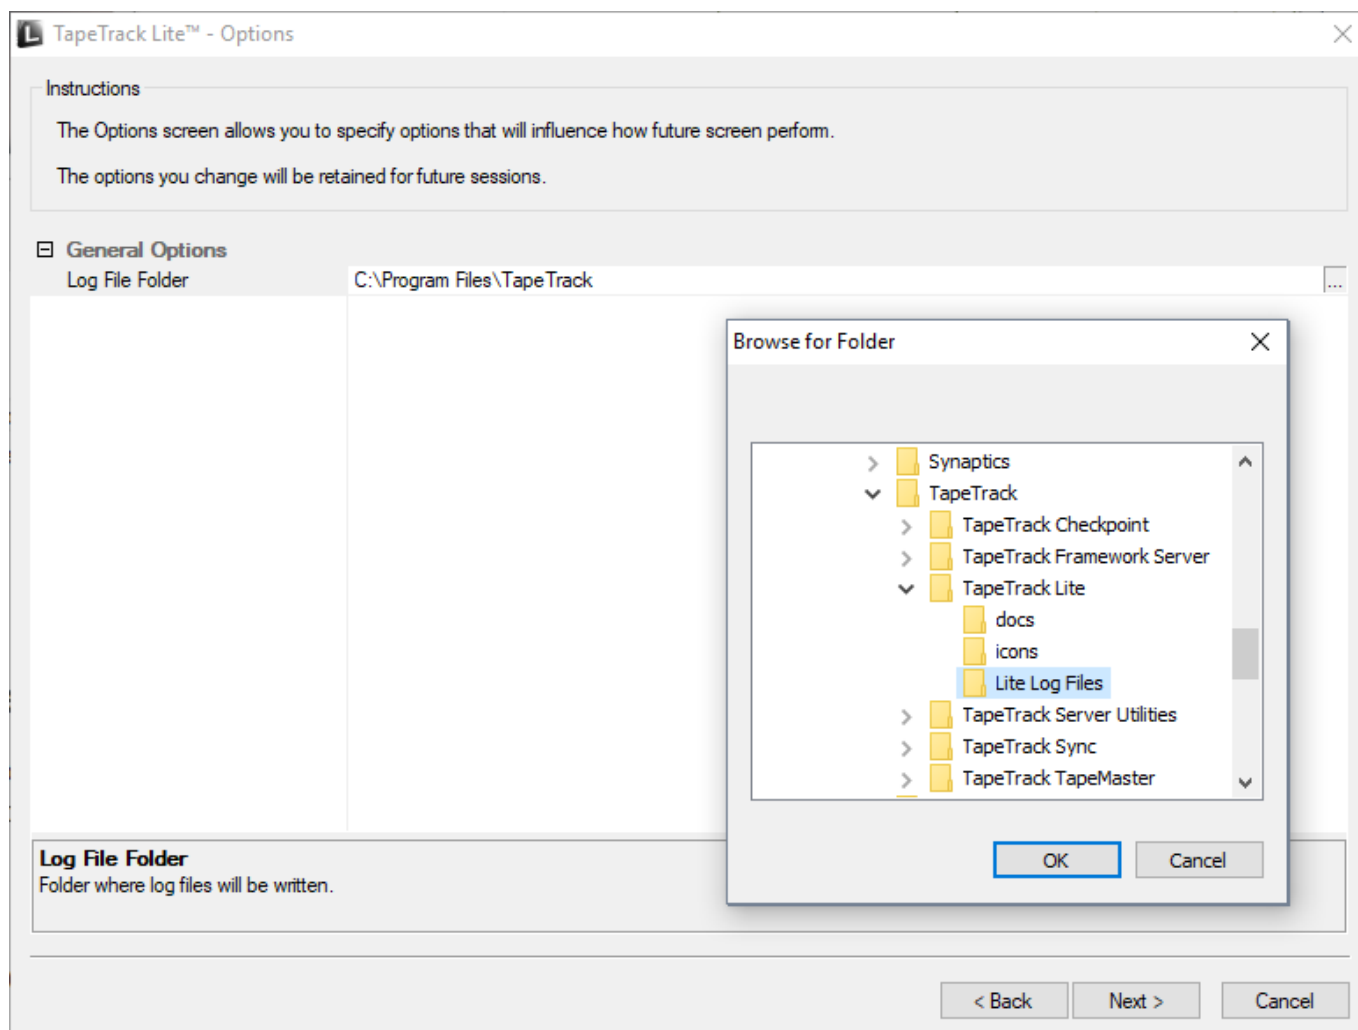 L TapeTrack Lite™ - Options
Instructions
The Options screen allows you to specify options that will influence how future screen perform.
The options you change will be retained for future sessions.
General Options
Log File Folder C:\Program Files\TapeTrack ...
Browse for Folder
Synaptics
TapeTrack
TapeTrack Checkpoint
TapeTrack Framework Server
TapeTrack Lite
docs
icons
Lite Log Files
TapeTrack Server Utilities
TapeTrack Sync
TapeTrack TapeMaster
OK Cancel
Log File Folder
Folder where log files will be written.
< Back Next > Cancel